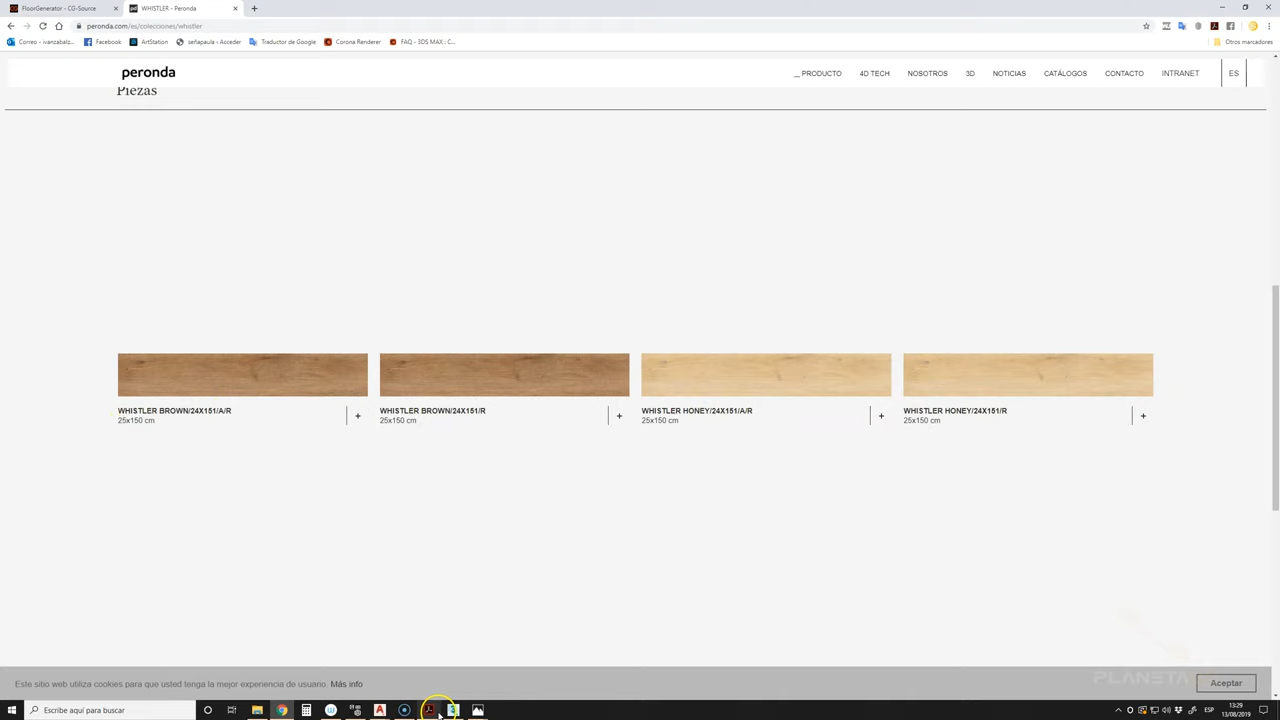 FloorGenerator - CG-Source
WHISTLER - Peronda
peronda.com/es/colecciones/whistler
Correo - ivanzabalz...
Facebook
ArtStation
señapaula ‹ Acceder
Traductor de Google
Corona Renderer
FAQ - 3DS MAX : C...
Otros marcadores
peronda
__ PRODUCTO
4D TECH
NOSOTROS
3D
NOTICIAS
CATÁLOGOS
CONTACTO
INTRANET
ES
Piezas
WHISTLER BROWN/24X151/A/R
25x150 cm
+
WHISTLER BROWN/24X151/R
25x150 cm
+
WHISTLER HONEY/24X151/A/R
25x150 cm
+
WHISTLER HONEY/24X151/R
25x150 cm
+
PLANETA
Este sitio web utiliza cookies para que usted tenga la mejor experiencia de usuario. Más info
Aceptar
Escribe aquí para buscar
ESP
13:29
13/08/2019